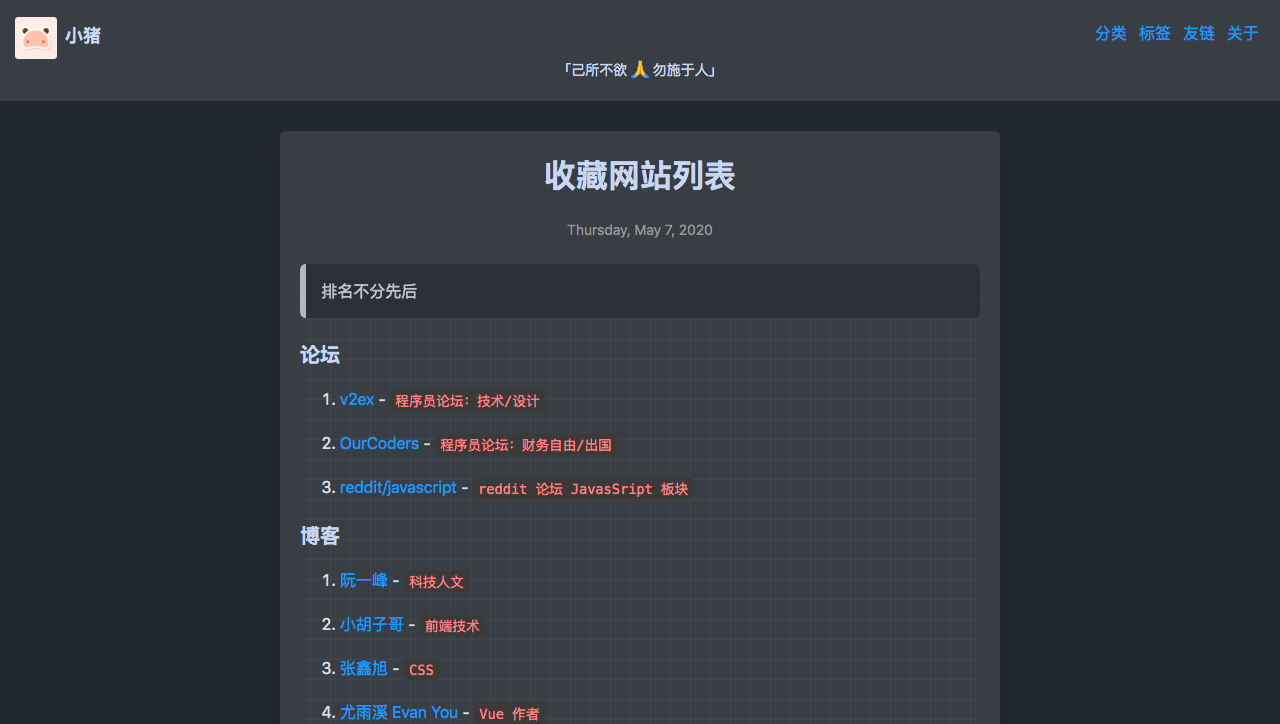 小猪
分类 标签 友链 关于
「己所不欲 🙏 勿施于人」
收藏网站列表
Thursday, May 7, 2020
排名不分先后
论坛
1. v2ex - 程序员论坛: 技术/设计
2. OurCoders - 程序员论坛: 财务自由/出国
3. reddit/javascript - reddit 论坛 JavasSript 板块
博客
1. 阮一峰 - 科技人文
2. 小胡子哥 - 前端技术
3. 张鑫旭 - CSS
4. 尤雨溪 Evan You - Vue 作者